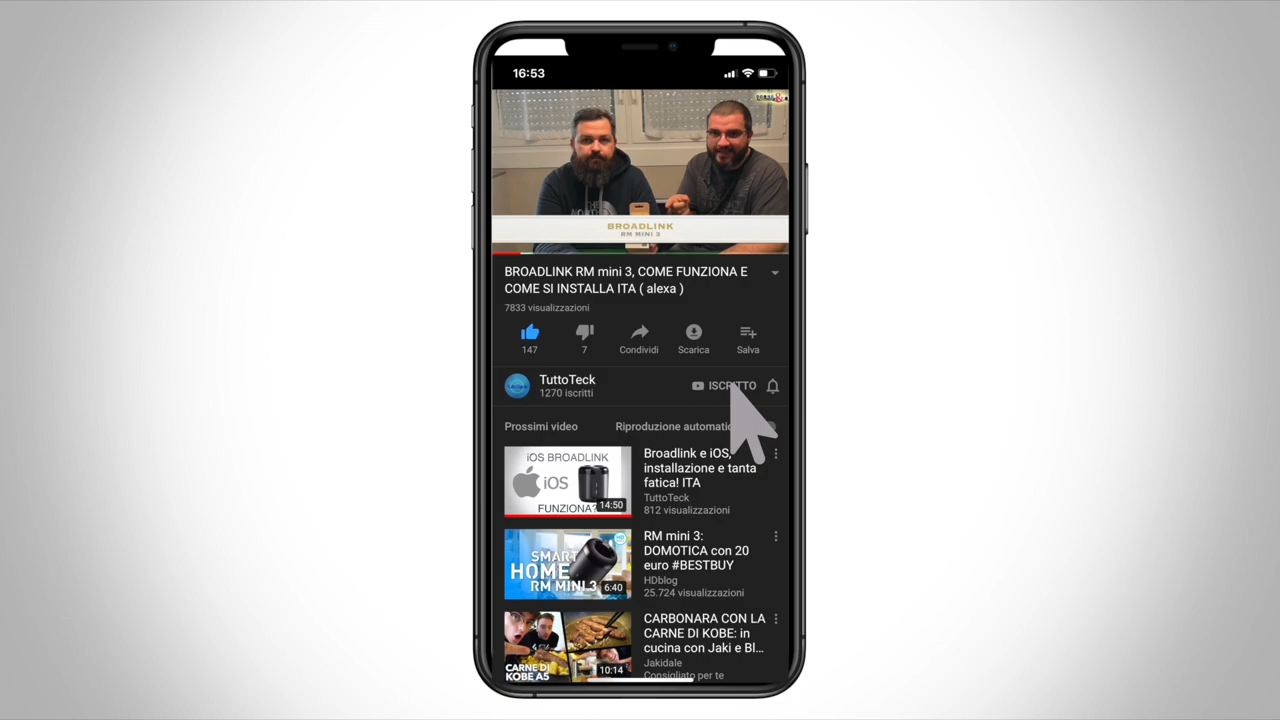 16:53
BROADLINK
RM MINI 3
BROADLINK RM mini 3, COME FUNZIONA E
COME SI INSTALLA ITA ( alexa )
7833 visualizzazioni
147
7
Condividi
Scarica
Salva
TuttoTeck
1270 iscritti
ISCRITTO
Prossimi video
Riproduzione automati
iOS BROADLINK
iOS
FUNZIONA?
14:50
Broadlink e iOS,
installazione e tanta
fatica! ITA
TuttoTeck
812 visualizzazioni
SMART
HOME
RM MINI 3
HD
6:40
RM mini 3:
DOMOTICA con 20
euro #BESTBUY
HDblog
25.724 visualizzazioni
CARNE DI
KOBE A5
10:14
CARBONARA CON LA
CARNE DI KOBE: in
cucina con Jaki e Bl...
Jakidale
Consigliato per te